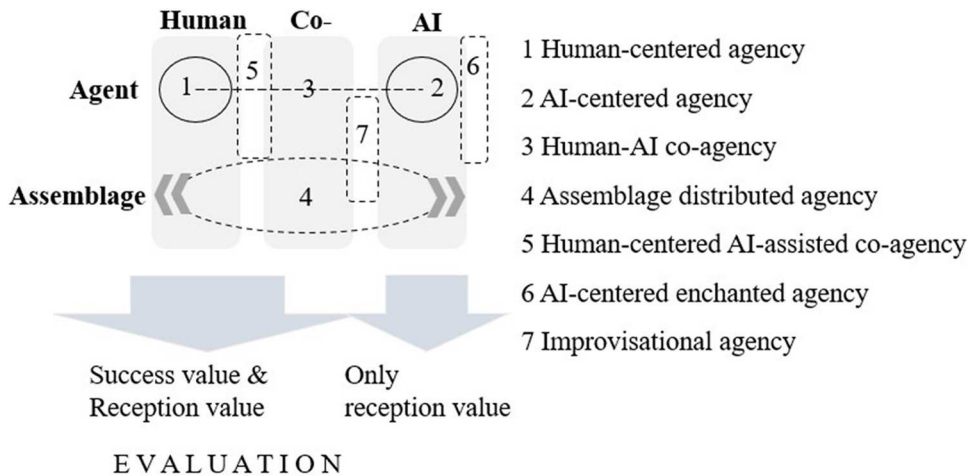 Human Co- AI
Agent 1 5 3 2 6
7
Assemblage 4
1 Human-centered agency
2 AI-centered agency
3 Human-AI co-agency
4 Assemblage distributed agency
5 Human-centered AI-assisted co-agency
6 AI-centered enchanted agency
7 Improvisational agency
Success value &
Reception value
Only
reception value
EVALUATION